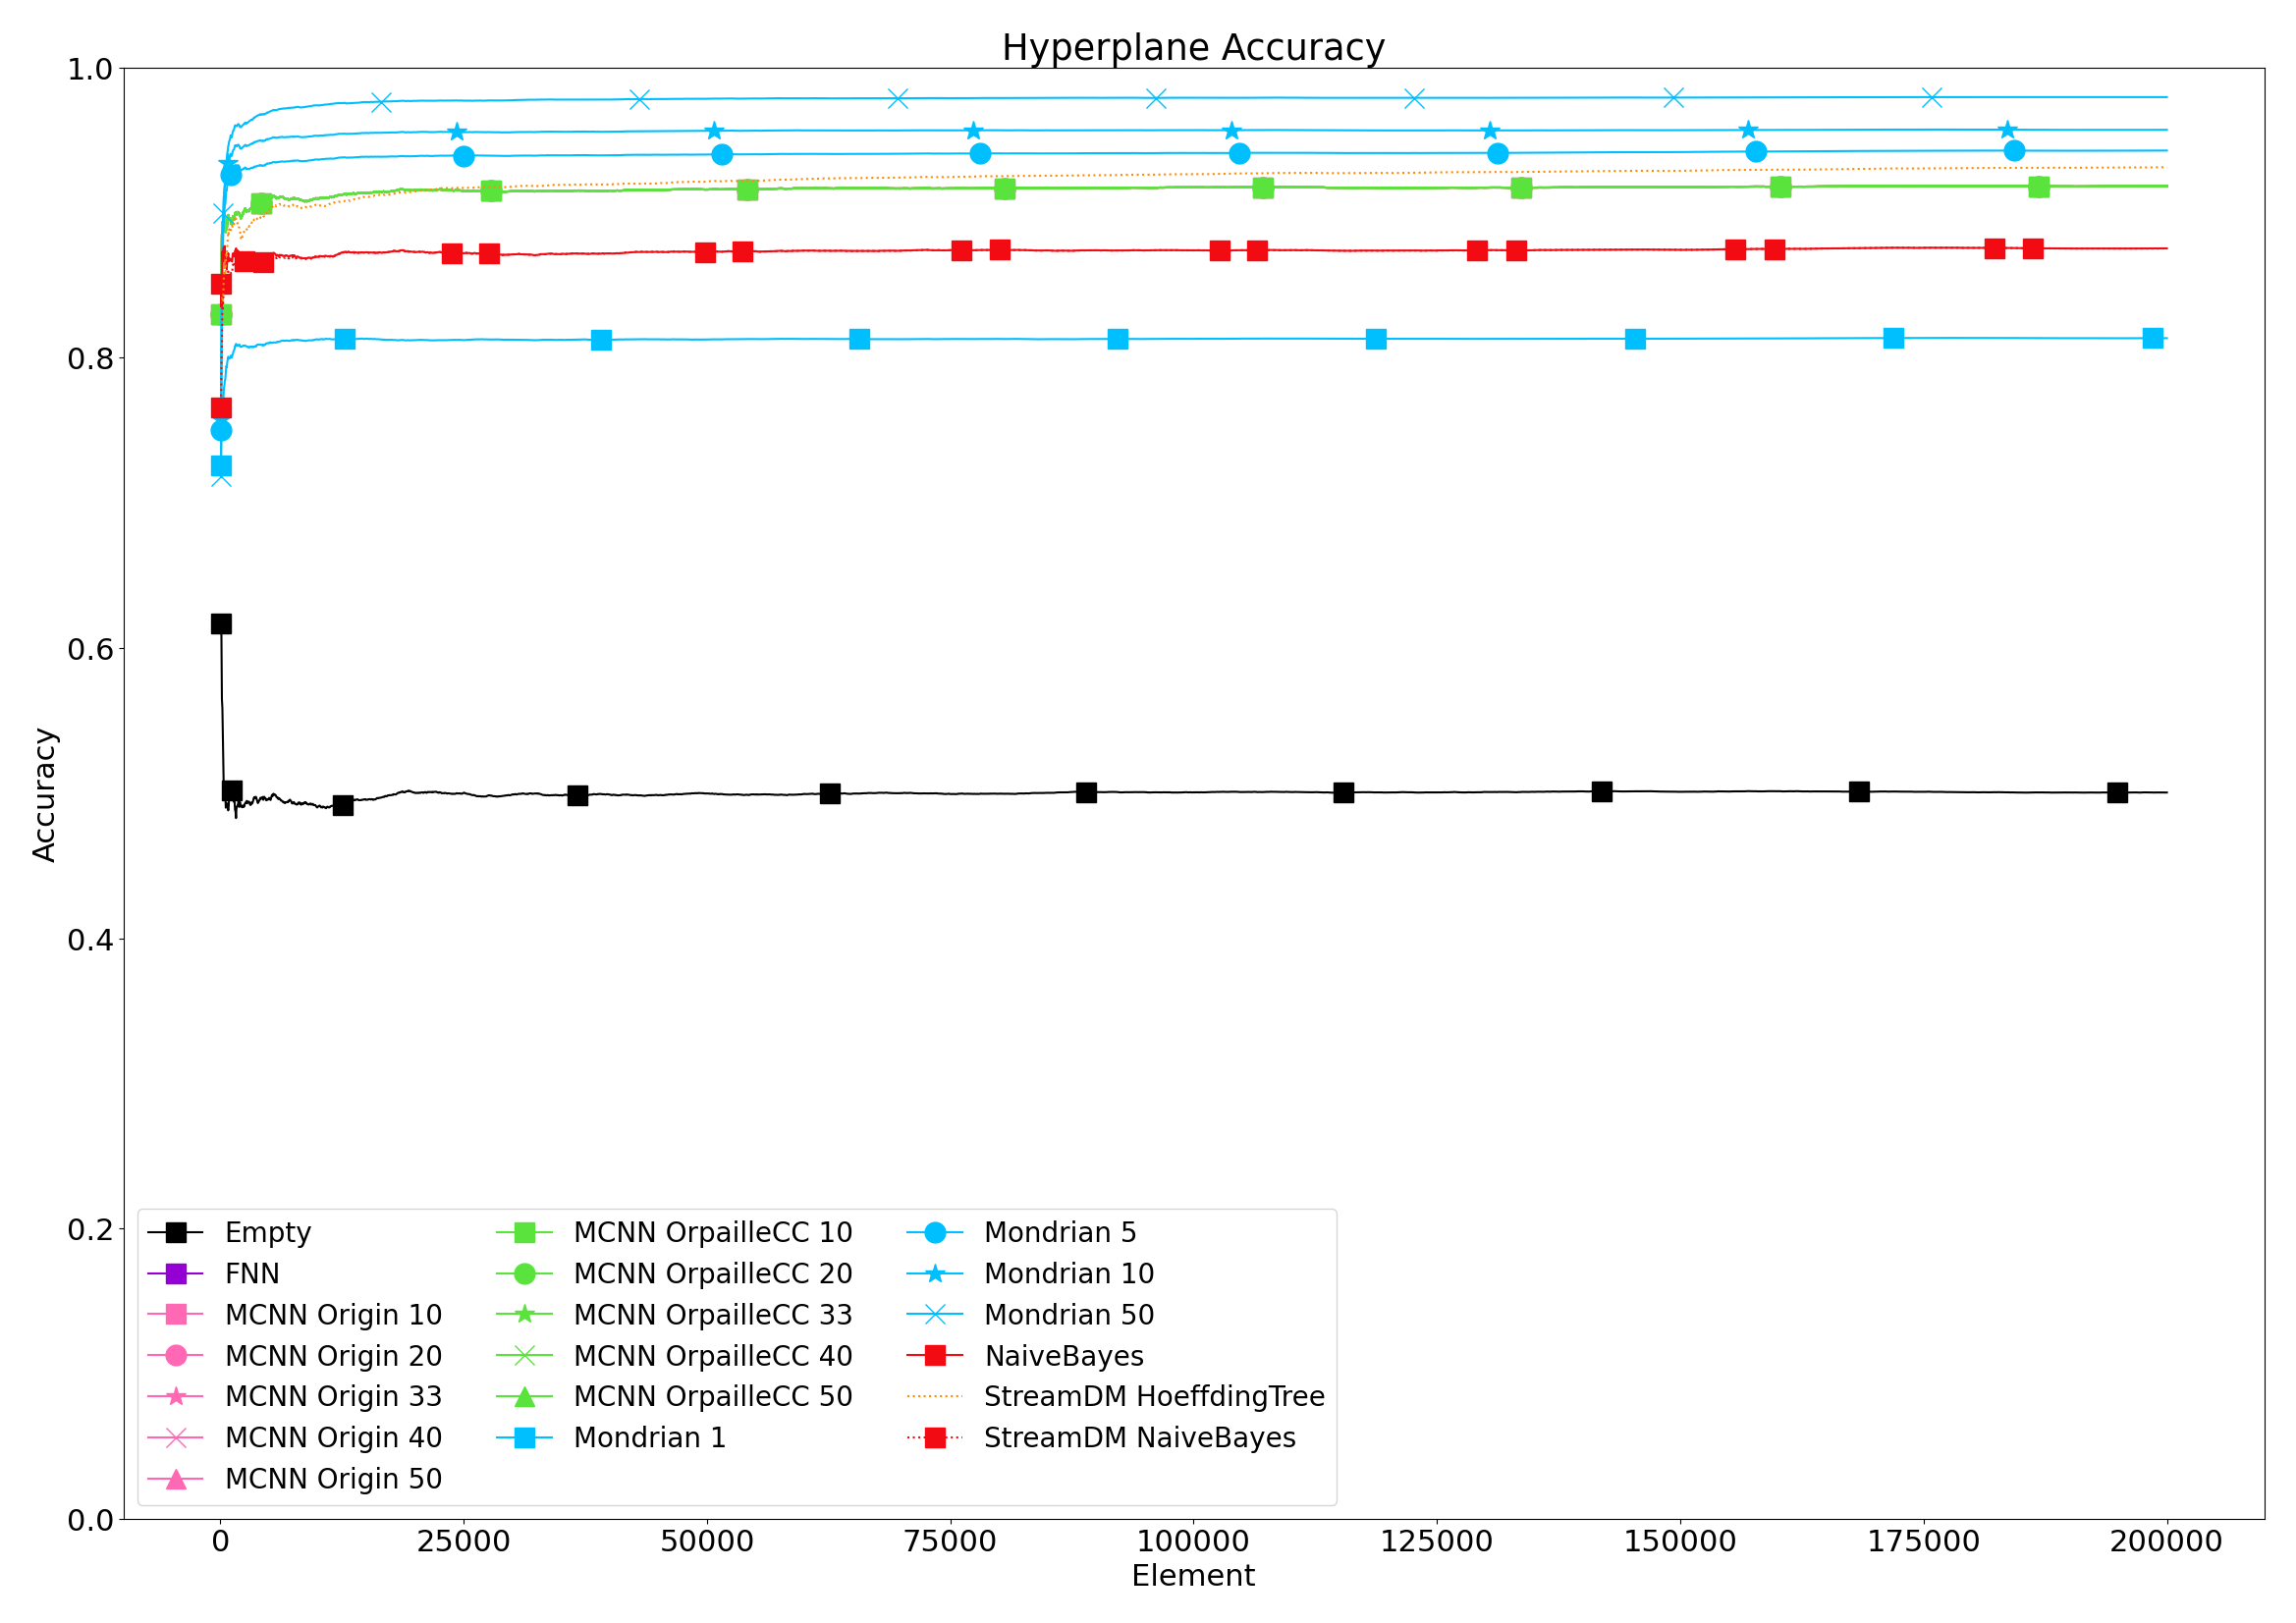 Hyperplane Accuracy
1.0
0.8
0.6
0.4
0.2
0.0
Accuracy
Empty
FNN
MCNN Origin 10
MCNN Origin 20
MCNN Origin 33
MCNN Origin 40
MCNN Origin 50
MCNN OrpailleCC 10
MCNN OrpailleCC 20
MCNN OrpailleCC 33
MCNN OrpailleCC 40
MCNN OrpailleCC 50
Mondrian 1
Mondrian 5
Mondrian 10
Mondrian 50
NaiveBayes
StreamDM HoeffdingTree
StreamDM NaiveBayes
0 25000 50000 75000 100000 125000 150000 175000 200000
Element